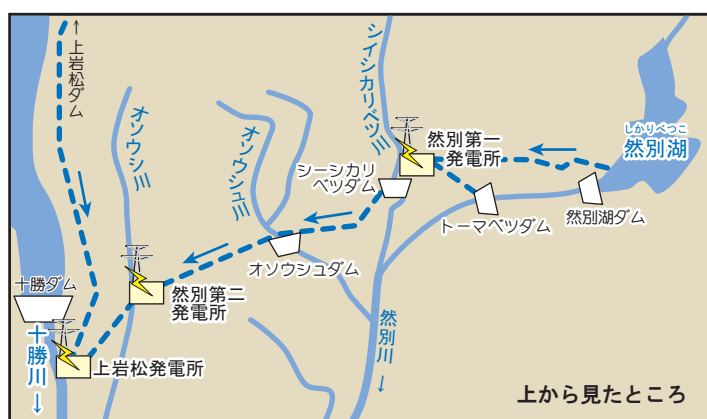 ↑上岩松ダム
オソウシ川
オソウシュ川
シイシカリベツ川
然別第一
発電所
しかりべつこ
然別湖
シーシカリ
ベツダム
トーマベツダム
然別湖ダム
オソウシュダム
然別第二
発電所
十勝ダム
十勝川↓
上岩松発電所
然別川↓
上から見たところ